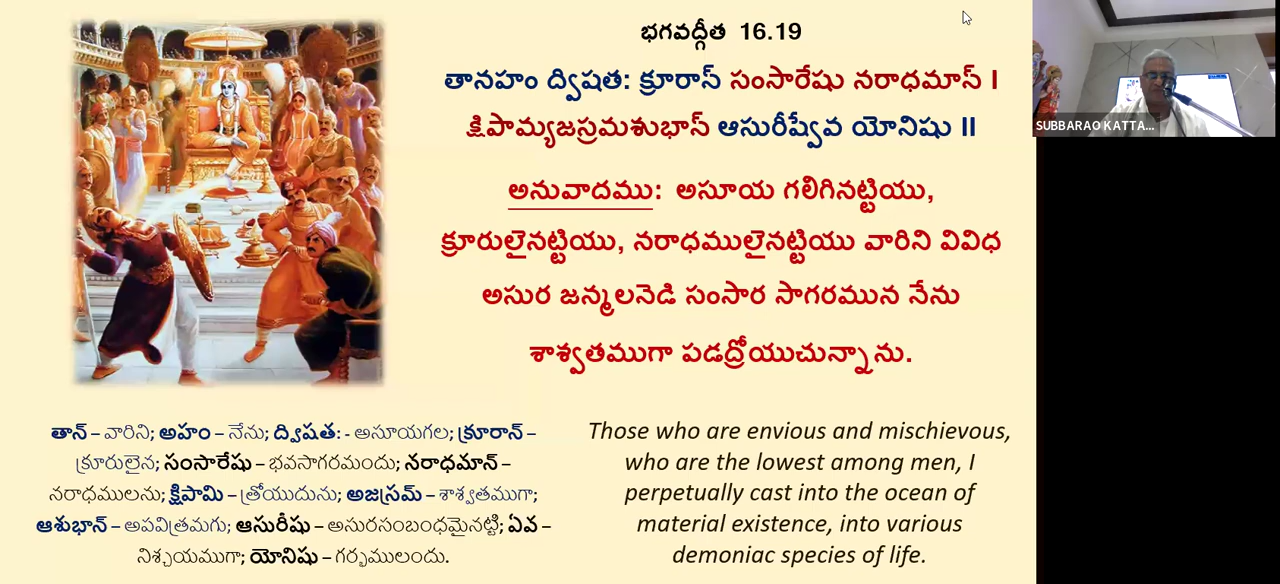 భగవద్గీత 16.19
తానహం ద్విషత: క్రూరాన్ సంసారేషు నరాధమాన్ I
క్షిపామ్యజస్రమశుభాన్ ఆసురీష్వేవ యోనిషు II
అనువాదము: అసూయ గలిగినట్టియు,
క్రూరులైనట్టియు, నరాధములైనట్టియు వారిని వివిధ
అసుర జన్మలనెడి సంసార సాగరమున నేను
శాశ్వతముగా పడద్రోయుచున్నాను.
తాన్ – వారిని; అహం – నేను; ద్విషత: - అసూయగల; క్రూరాన్ –
క్రూరులైన; సంసారేషు – భవసాగరమందు; నరాధమాన్ –
నరాధములను; క్షిపామి – త్రోయుదును; అజస్రమ్ – శాశ్వతముగా;
ఆశుభాన్ – అపవిత్రమగు; ఆసురీషు – అసురసంబంధమైనట్టి; ఏవ –
నిశ్చయముగా; యోనిషు – గర్భములందు.
Those who are envious and mischievous,
who are the lowest among men, I
perpetually cast into the ocean of
material existence, into various
demoniac species of life.
SUBBARAO KATTA...